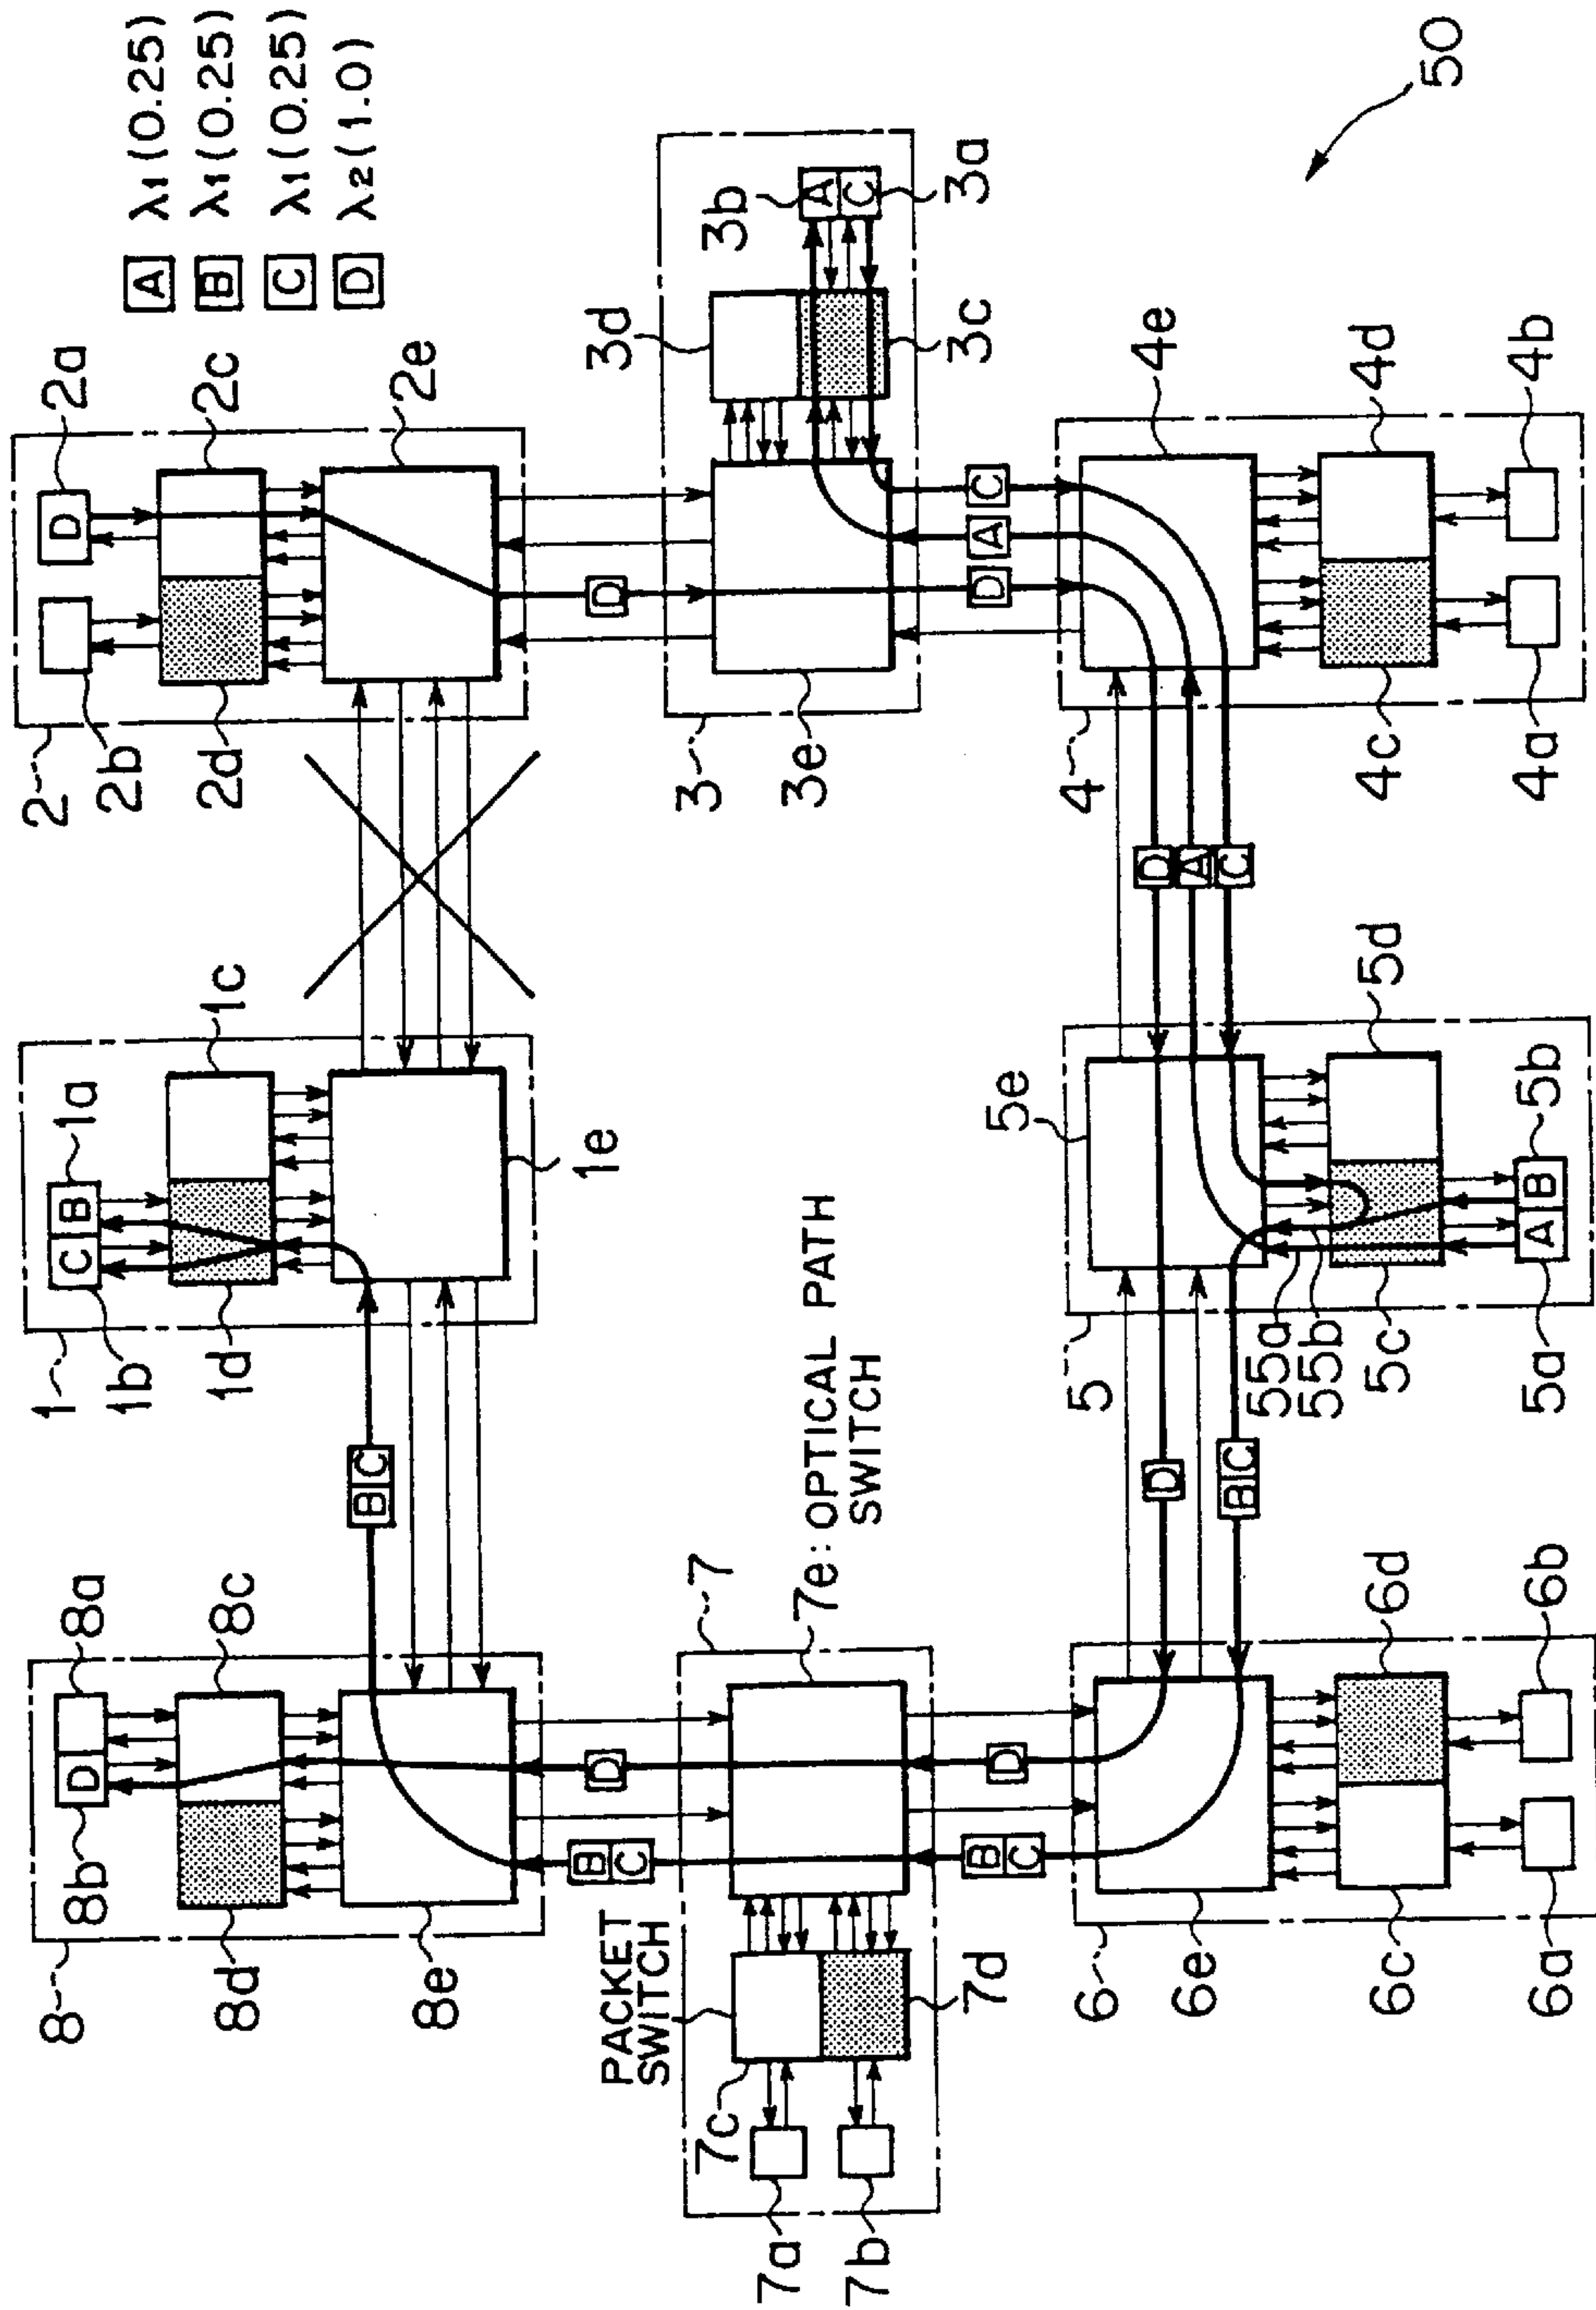 8
8b
8a
D
8d
8c
8e
1
1b
1a
C B
1d
1c
1e
2
2b
2a
D
2d
2c
2e
A λ1(0.25)
B λ1(0.25)
C λ1(0.25)
D λ2(1.0)
B C
B C
D
D
PACKET
SWITCH
7
7a
7b
7c
7d
7e: OPTICAL PATH
SWITCH
3
3e
3d
3b
A
C
3c
3a
B C
D
D A C
6
6e
6c
6d
6a
6b
D
B C
5
5e
55a
55b
5c
5d
5a
A B
5b
D
A
C
4
4e
4c
4d
4a
4b
50